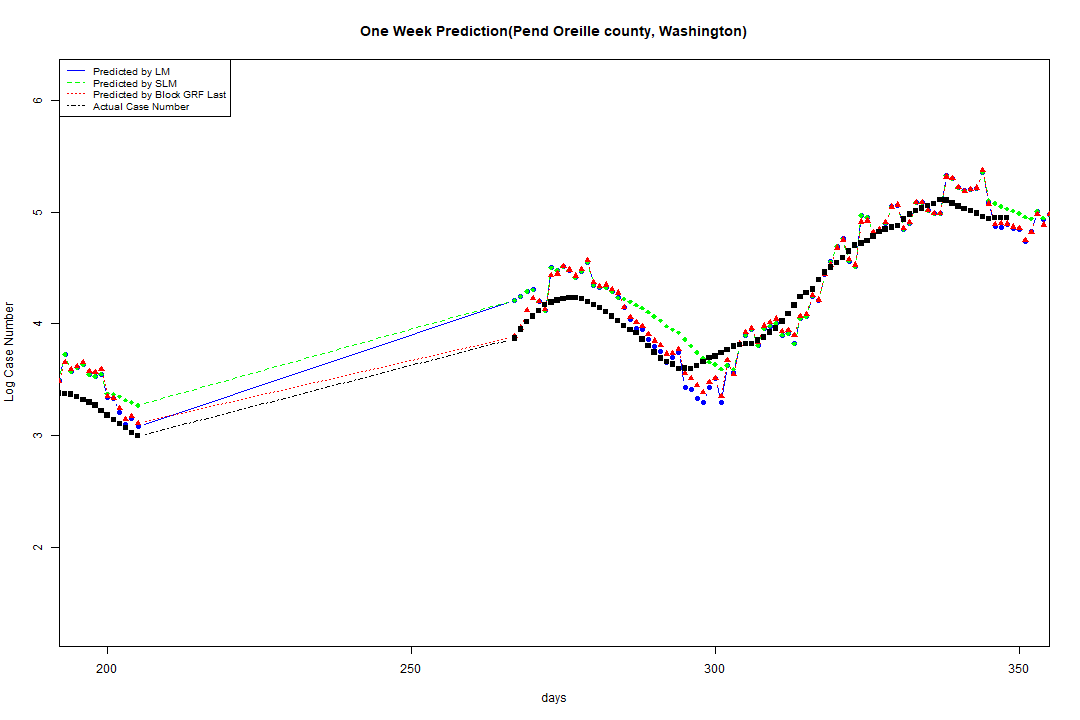 One Week Prediction(Pend Oreille county, Washington)
Predicted by LM
Predicted by SLM
Predicted by Block GRF Last
Actual Case Number
6
5
4
3
2
Log Case Number
200
250
300
350
days